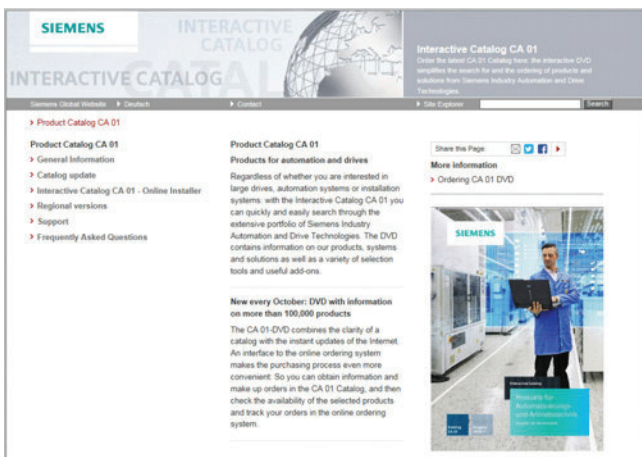 SIEMENS
INTERACTIVE
CATALOG
INTERACTIVE CATALOG
CATAL
Interactive Catalog CA 01
Order the latest CA 01 Catalog here: the interactive DVD
simplifies the search for and the ordering of products and
solutions from Siemens Industry Automation and Drive
Technologies.
Siemens Global Website Deutsch Contact Site Explorer Search
Product Catalog CA 01
Product Catalog CA 01
General Information
Catalog update
Interactive Catalog CA 01 - Online Installer
Regional versions
Support
Frequently Asked Questions
Product Catalog CA 01
Products for automation and drives
Regardless of whether you are interested in
large drives, automation systems or installation
systems: with the Interactive Catalog CA 01 you
can quickly and easily search through the
extensive portfolio of Siemens Industry
Automation and Drive Technologies. The DVD
contains information on our products, systems
and solutions as well as a variety of selection
tools and useful add-ons.
New every October: DVD with information
on more than 100,000 products
The CA 01-DVD combines the clarity of a
catalog with the instant updates of the Internet.
An interface to the online ordering system
makes the purchasing process even more
convenient: So you can obtain information and
make up orders in the CA 01 Catalog, and then
check the availability of the selected products
and track your orders in the online ordering
system.
Share this Page:
More information
Ordering CA 01 DVD
SIEMENS
Interactive Catalog
Produkte für
Automatisierungs-
und Antriebstechnik